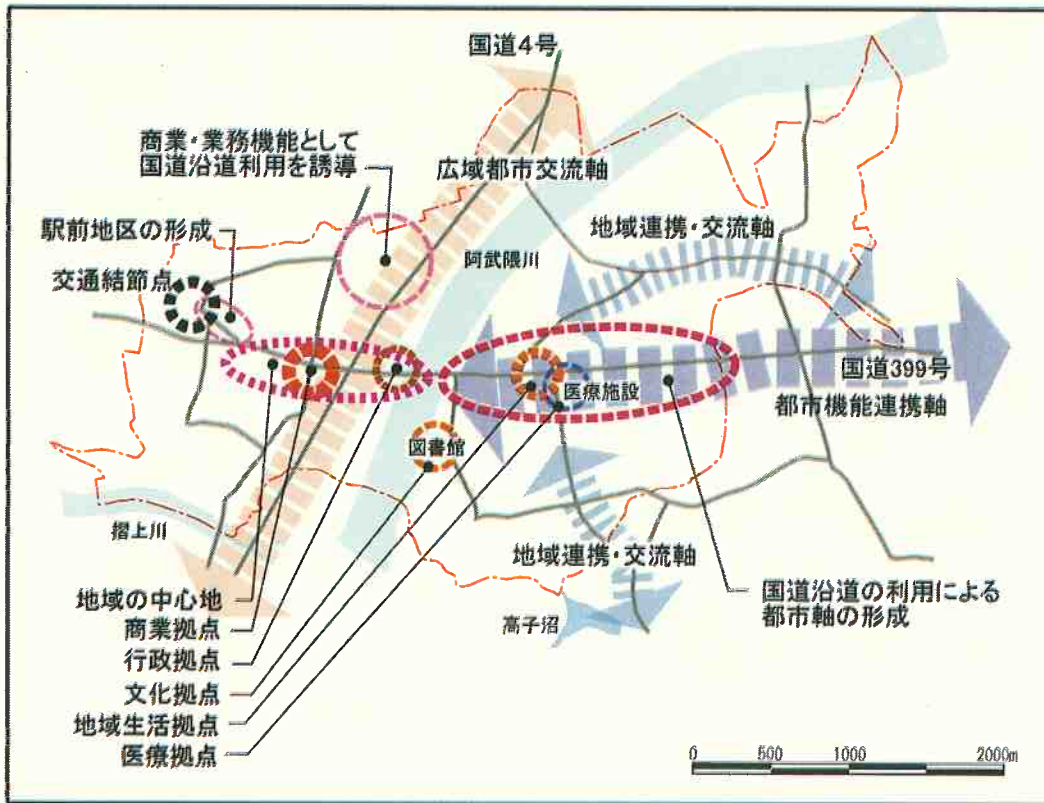 国道4号
商業・業務機能として
国道沿道利用を誘導
広域都市交流軸
駅前地区の形成
地域連携・交流軸
阿武隈川
交通結節点
国道399号
医療施設
都市機能連携軸
図書館
摺上川
地域連携・交流軸
地域の中心地
国道沿道の利用による
都市軸の形成
高子沼
商業拠点
行政拠点
文化拠点
地域生活拠点
医療拠点
0 500 1000 2000m